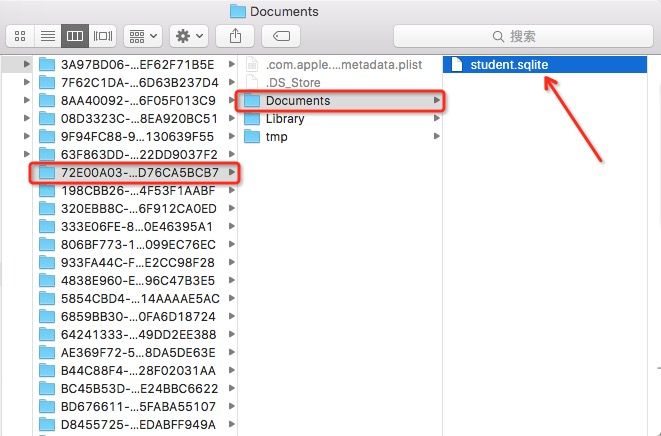 Documents
搜索
3A97BD06-...EF62F71B5E
7F62C1DA-...6D63B237D4
8AA40092-...6F05F013C9
08D3323C-...8EA920BC51
9F94FC88-9...130639F55
63F863DD-...22DD9037F2
72E00A03-...D76CA5BCB7
198CBB26-...4F53F1AABF
320EBB8C-...6F912CA0ED
333E06FE-8...0E46395A1
806BF773-1...099EC76EC
933FA44C-F...E2CC98F28
4838E960-E...96C47B3E5
5854CBD4-...14AAAAE5AC
6859BB30-...0FA6D18724
64241333-...49DD2EE388
AE369F72-5...8DA5DE63E
B44C88F4-...28F02031AA
BC45B53D-...E24BBC6622
BD676611-...5FABA55107
D8455725-...EDABFF949A
.com.apple....metadata.plist
.DS_Store
Documents
Library
tmp
student.sqlite